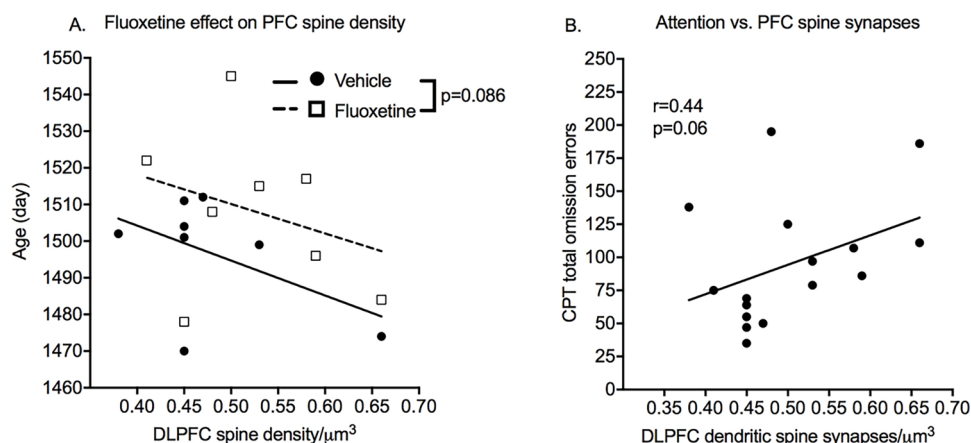 A. Fluoxetine effect on PFC spine density
1550
1540
1530
1520
1510
1500
1490
1480
1470
1460
Age (day)
Vehicle
Fluoxetine
p=0.086
0.40 0.45 0.50 0.55 0.60 0.65 0.70
DLPFC spine density/μm³
B. Attention vs. PFC spine synapses
250
225
200
175
150
125
100
75
50
25
0
CPT total omission errors
r=0.44
p=0.06
0.35 0.40 0.45 0.50 0.55 0.60 0.65 0.70
DLPFC dendritic spine synapses/μm³